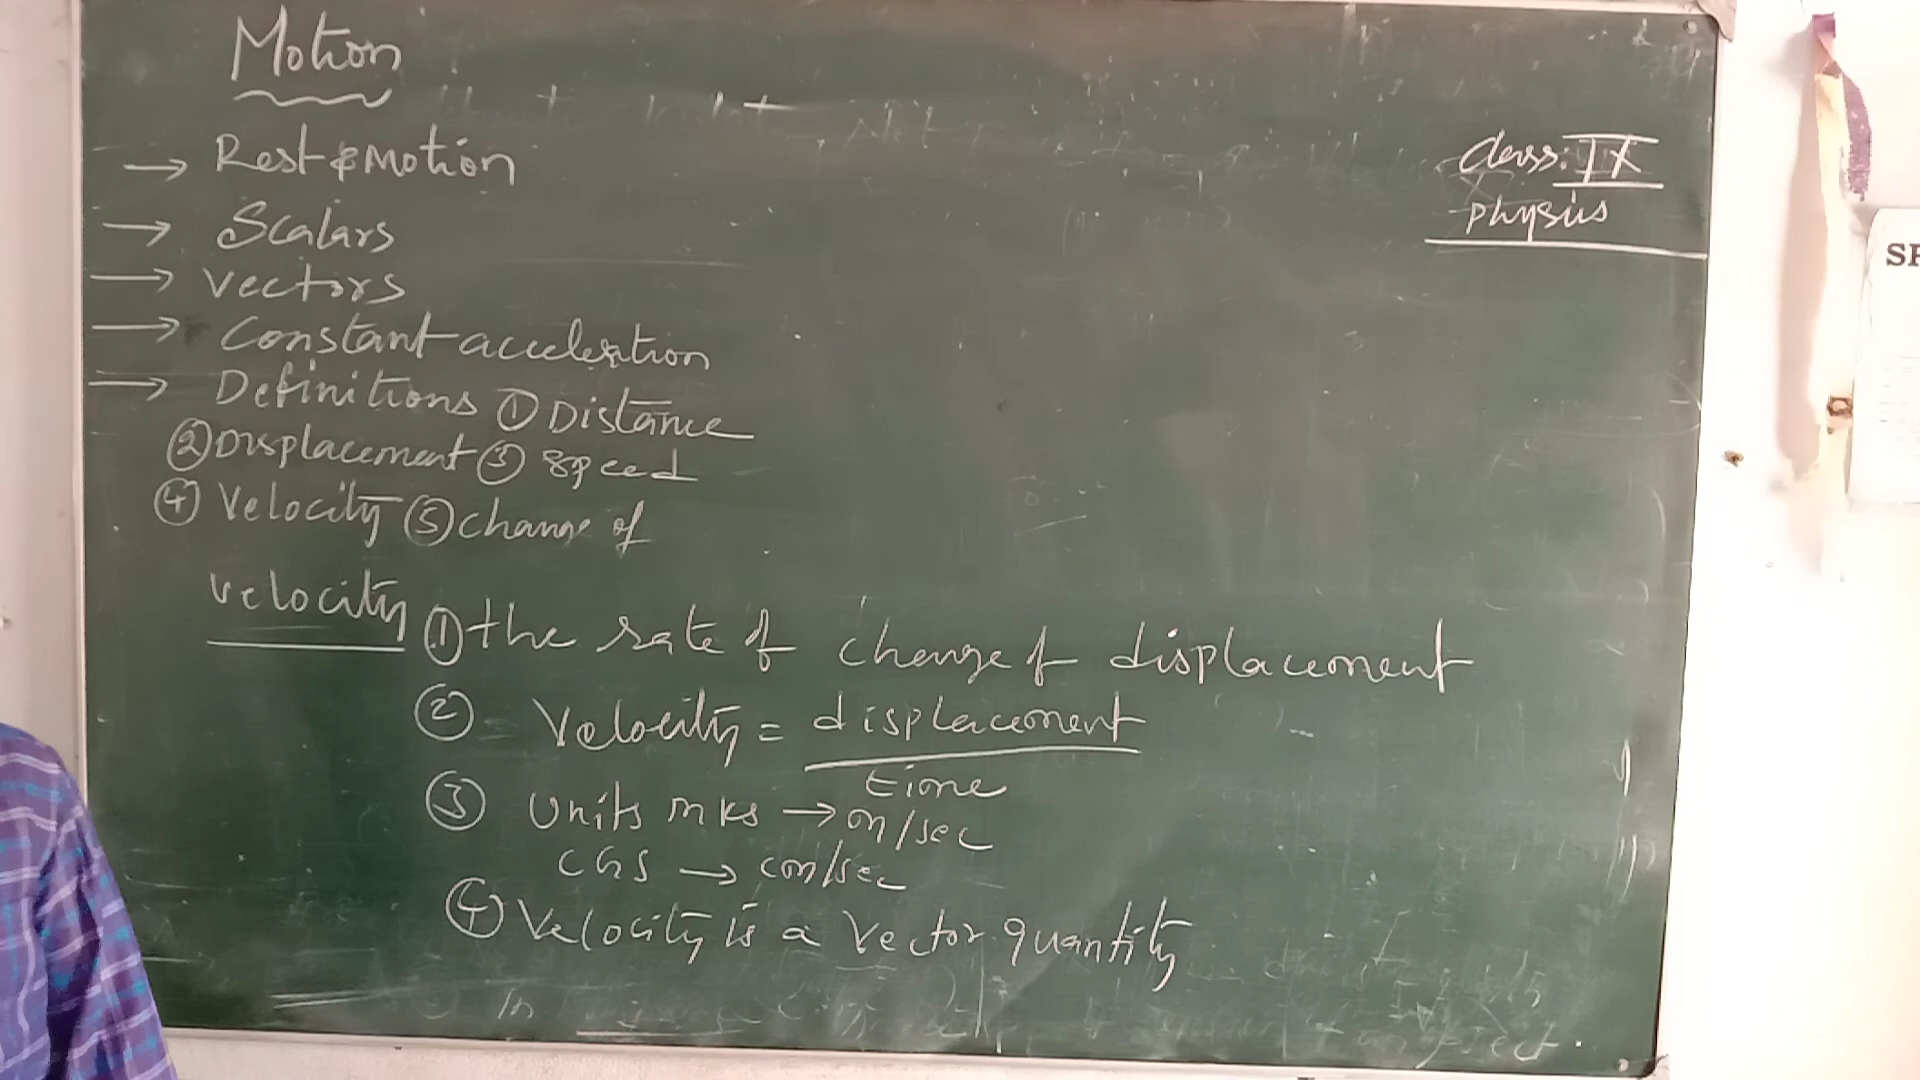 Motion
→ Rest & Motion
→ Scalars
→ Vectors
→ Constant acceleration
→ Definitions ① Distance
② Displacement ③ Speed
④ Velocity ⑤ change of
velocity
① the rate of change of displacement
② Velocity = displacement
time
③ Units mks → m/sec
CGS → cm/sec
④ Velocity is a vector quantity
Class: IX
Physics